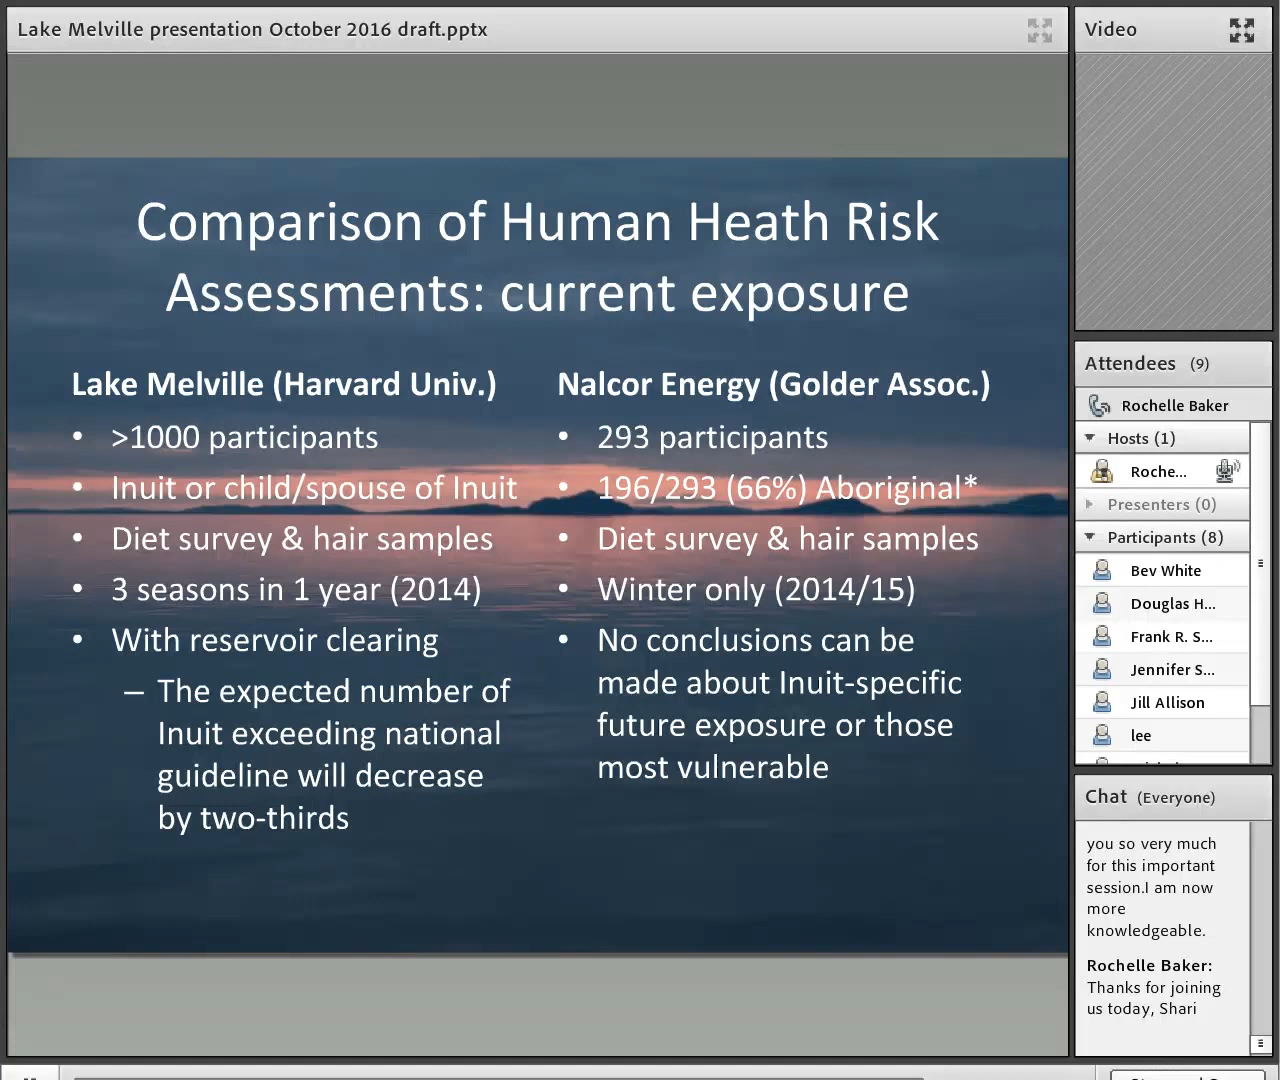 Lake Melville presentation October 2016 draft.pptx
Comparison of Human Heath Risk
Assessments: current exposure
Lake Melville (Harvard Univ.)
• >1000 participants
• Inuit or child/spouse of Inuit
• Diet survey & hair samples
• 3 seasons in 1 year (2014)
• With reservoir clearing
– The expected number of
Inuit exceeding national
guideline will decrease
by two-thirds
Nalcor Energy (Golder Assoc.)
• 293 participants
• 196/293 (66%) Aboriginal*
• Diet survey & hair samples
• Winter only (2014/15)
• No conclusions can be
made about Inuit-specific
future exposure or those
most vulnerable
Video
Attendees (9)
Rochelle Baker
Hosts (1)
Roche...
Presenters (0)
Participants (8)
Bev White
Douglas H...
Frank R. S...
Jennifer S...
Jill Allison
lee
Chat (Everyone)
you so very much
for this important
session.I am now
more
knowledgeable.
Rochelle Baker:
Thanks for joining
us today, Shari